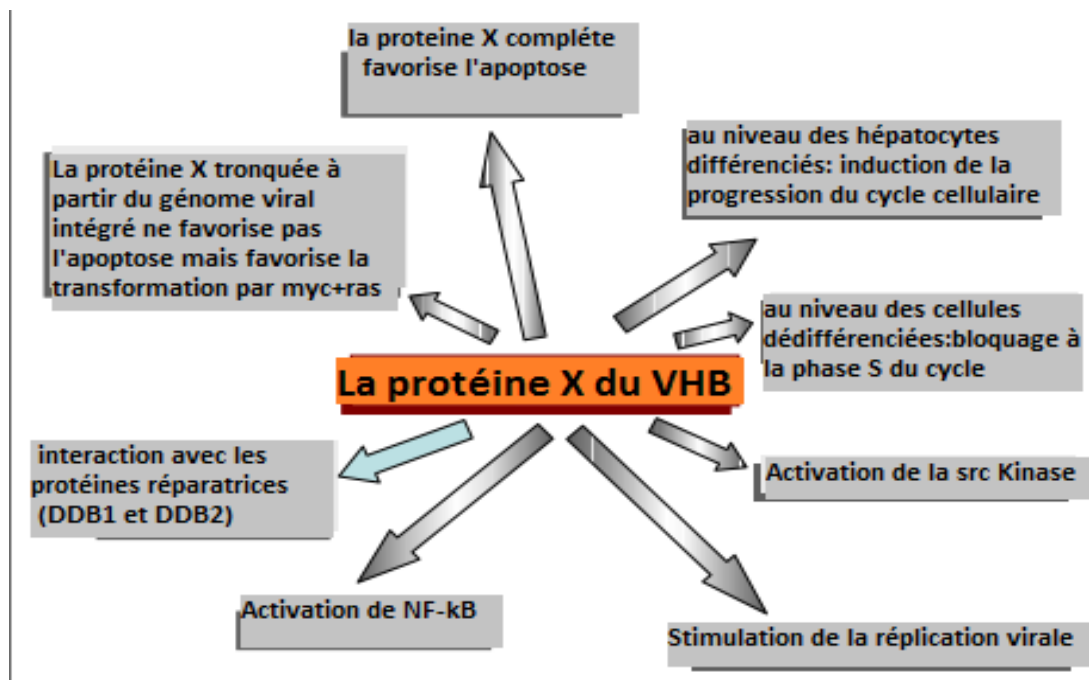 la proteine X compléte
favorise l'apoptose
au niveau des hépatocytes
différenciés: induction de la
progression du cycle cellulaire
La protéine X tronquée à
partir du génome viral
intégré ne favorise pas
l'apoptose mais favorise la
transformation par myc+ras
au niveau des cellules
dédifférenciées:bloquage à
la phase S du cycle
La protéine X du VHB
interaction avec les
protéines réparatrices
(DDB1 et DDB2)
Activation de la src Kinase
Activation de NF-kB
Stimulation de la réplication virale